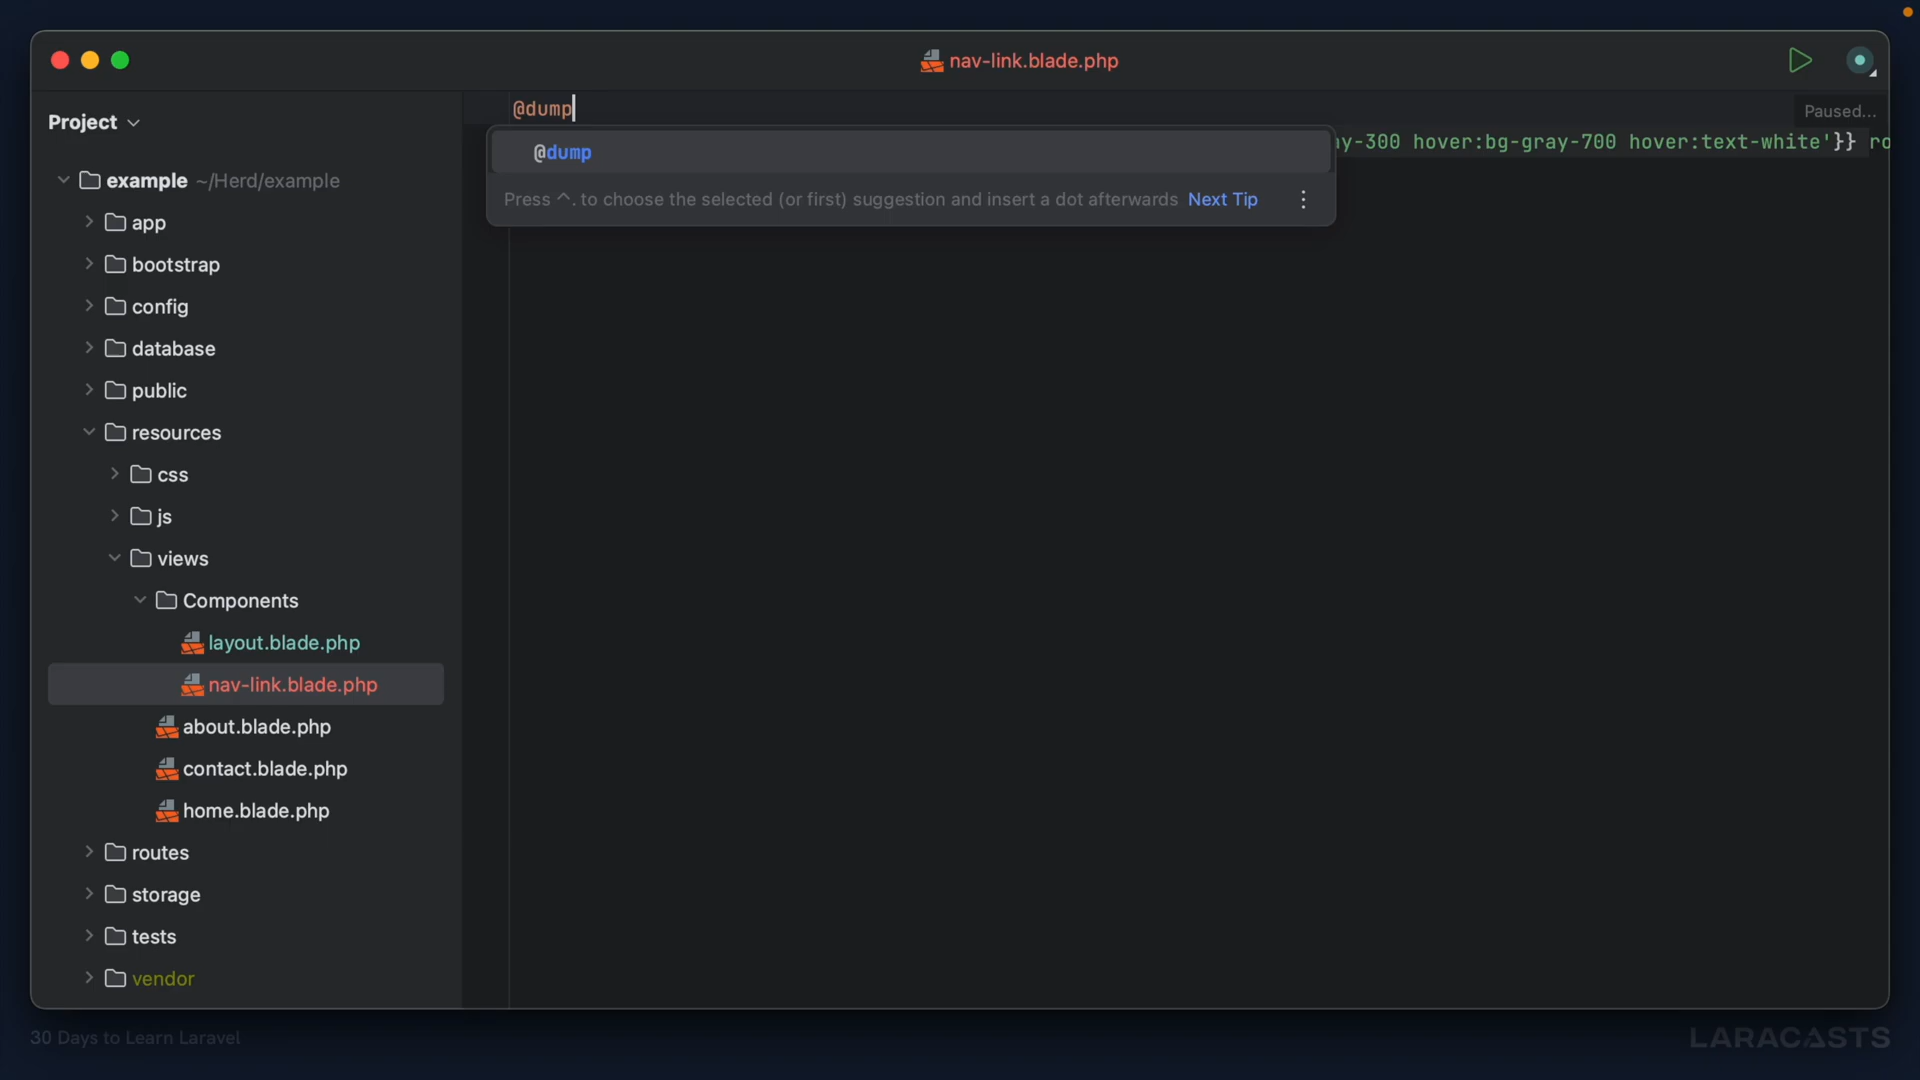 nav-link.blade.php
Project
@dump
Paused...
@dump
y-300 hover:bg-gray-700 hover:text-white'}} ro
Press ^. to choose the selected (or first) suggestion and insert a dot afterwards Next Tip
example ~/Herd/example
app
bootstrap
config
database
public
resources
css
js
views
Components
layout.blade.php
nav-link.blade.php
about.blade.php
contact.blade.php
home.blade.php
routes
storage
tests
vendor
30 Days to Learn Laravel
LARACASTS